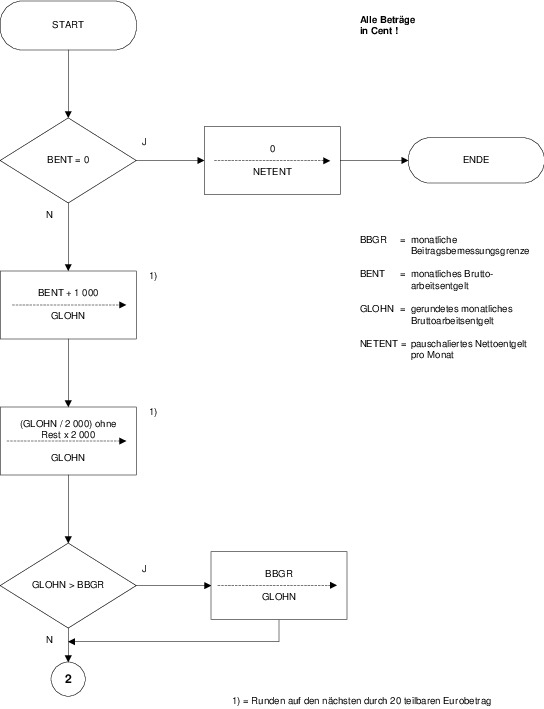 START
Alle Beträge
in Cent !
BENT = 0
J
0
NETENT
ENDE
N
BBGR = monatliche
Beitragsbemessungsgrenze
BENT = monatliches Brutto-
arbeitsentgelt
GLOHN = gerundetes monatliches
Bruttoarbeitsentgelt
NETENT = pauschaliertes Nettoentgelt
pro Monat
1)
BENT + 1 000
GLOHN
1)
(GLOHN / 2 000) ohne
Rest x 2 000
GLOHN
GLOHN > BBGR
J
BBGR
GLOHN
N
2
1) = Runden auf den nächsten durch 20 teilbaren Eurobetrag